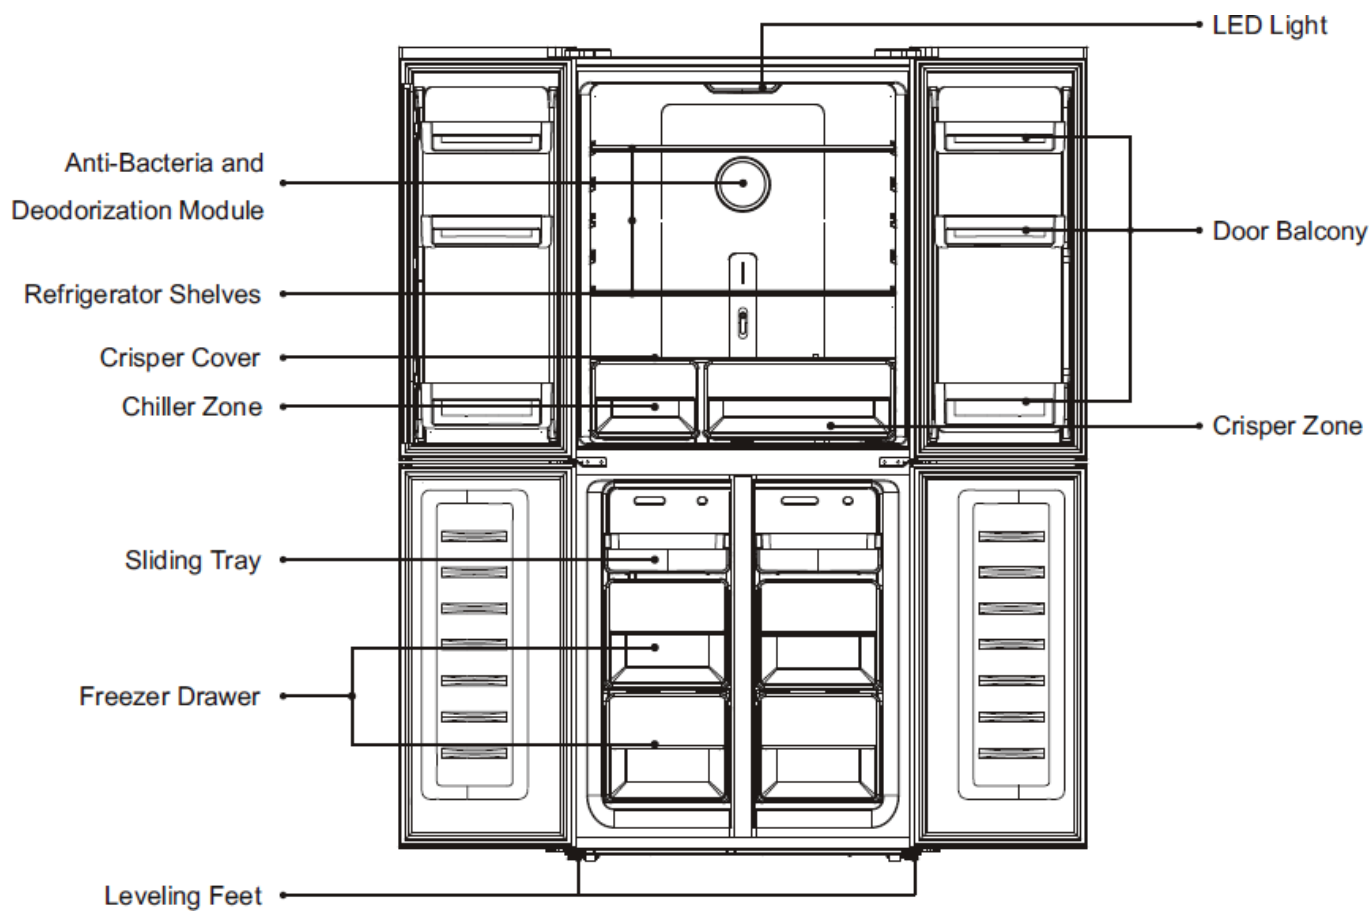 LED Light
Anti-Bacteria and
Deodorization Module
Door Balcony
Refrigerator Shelves
Crisper Cover
Chiller Zone
Crisper Zone
Sliding Tray
Freezer Drawer
Leveling Feet